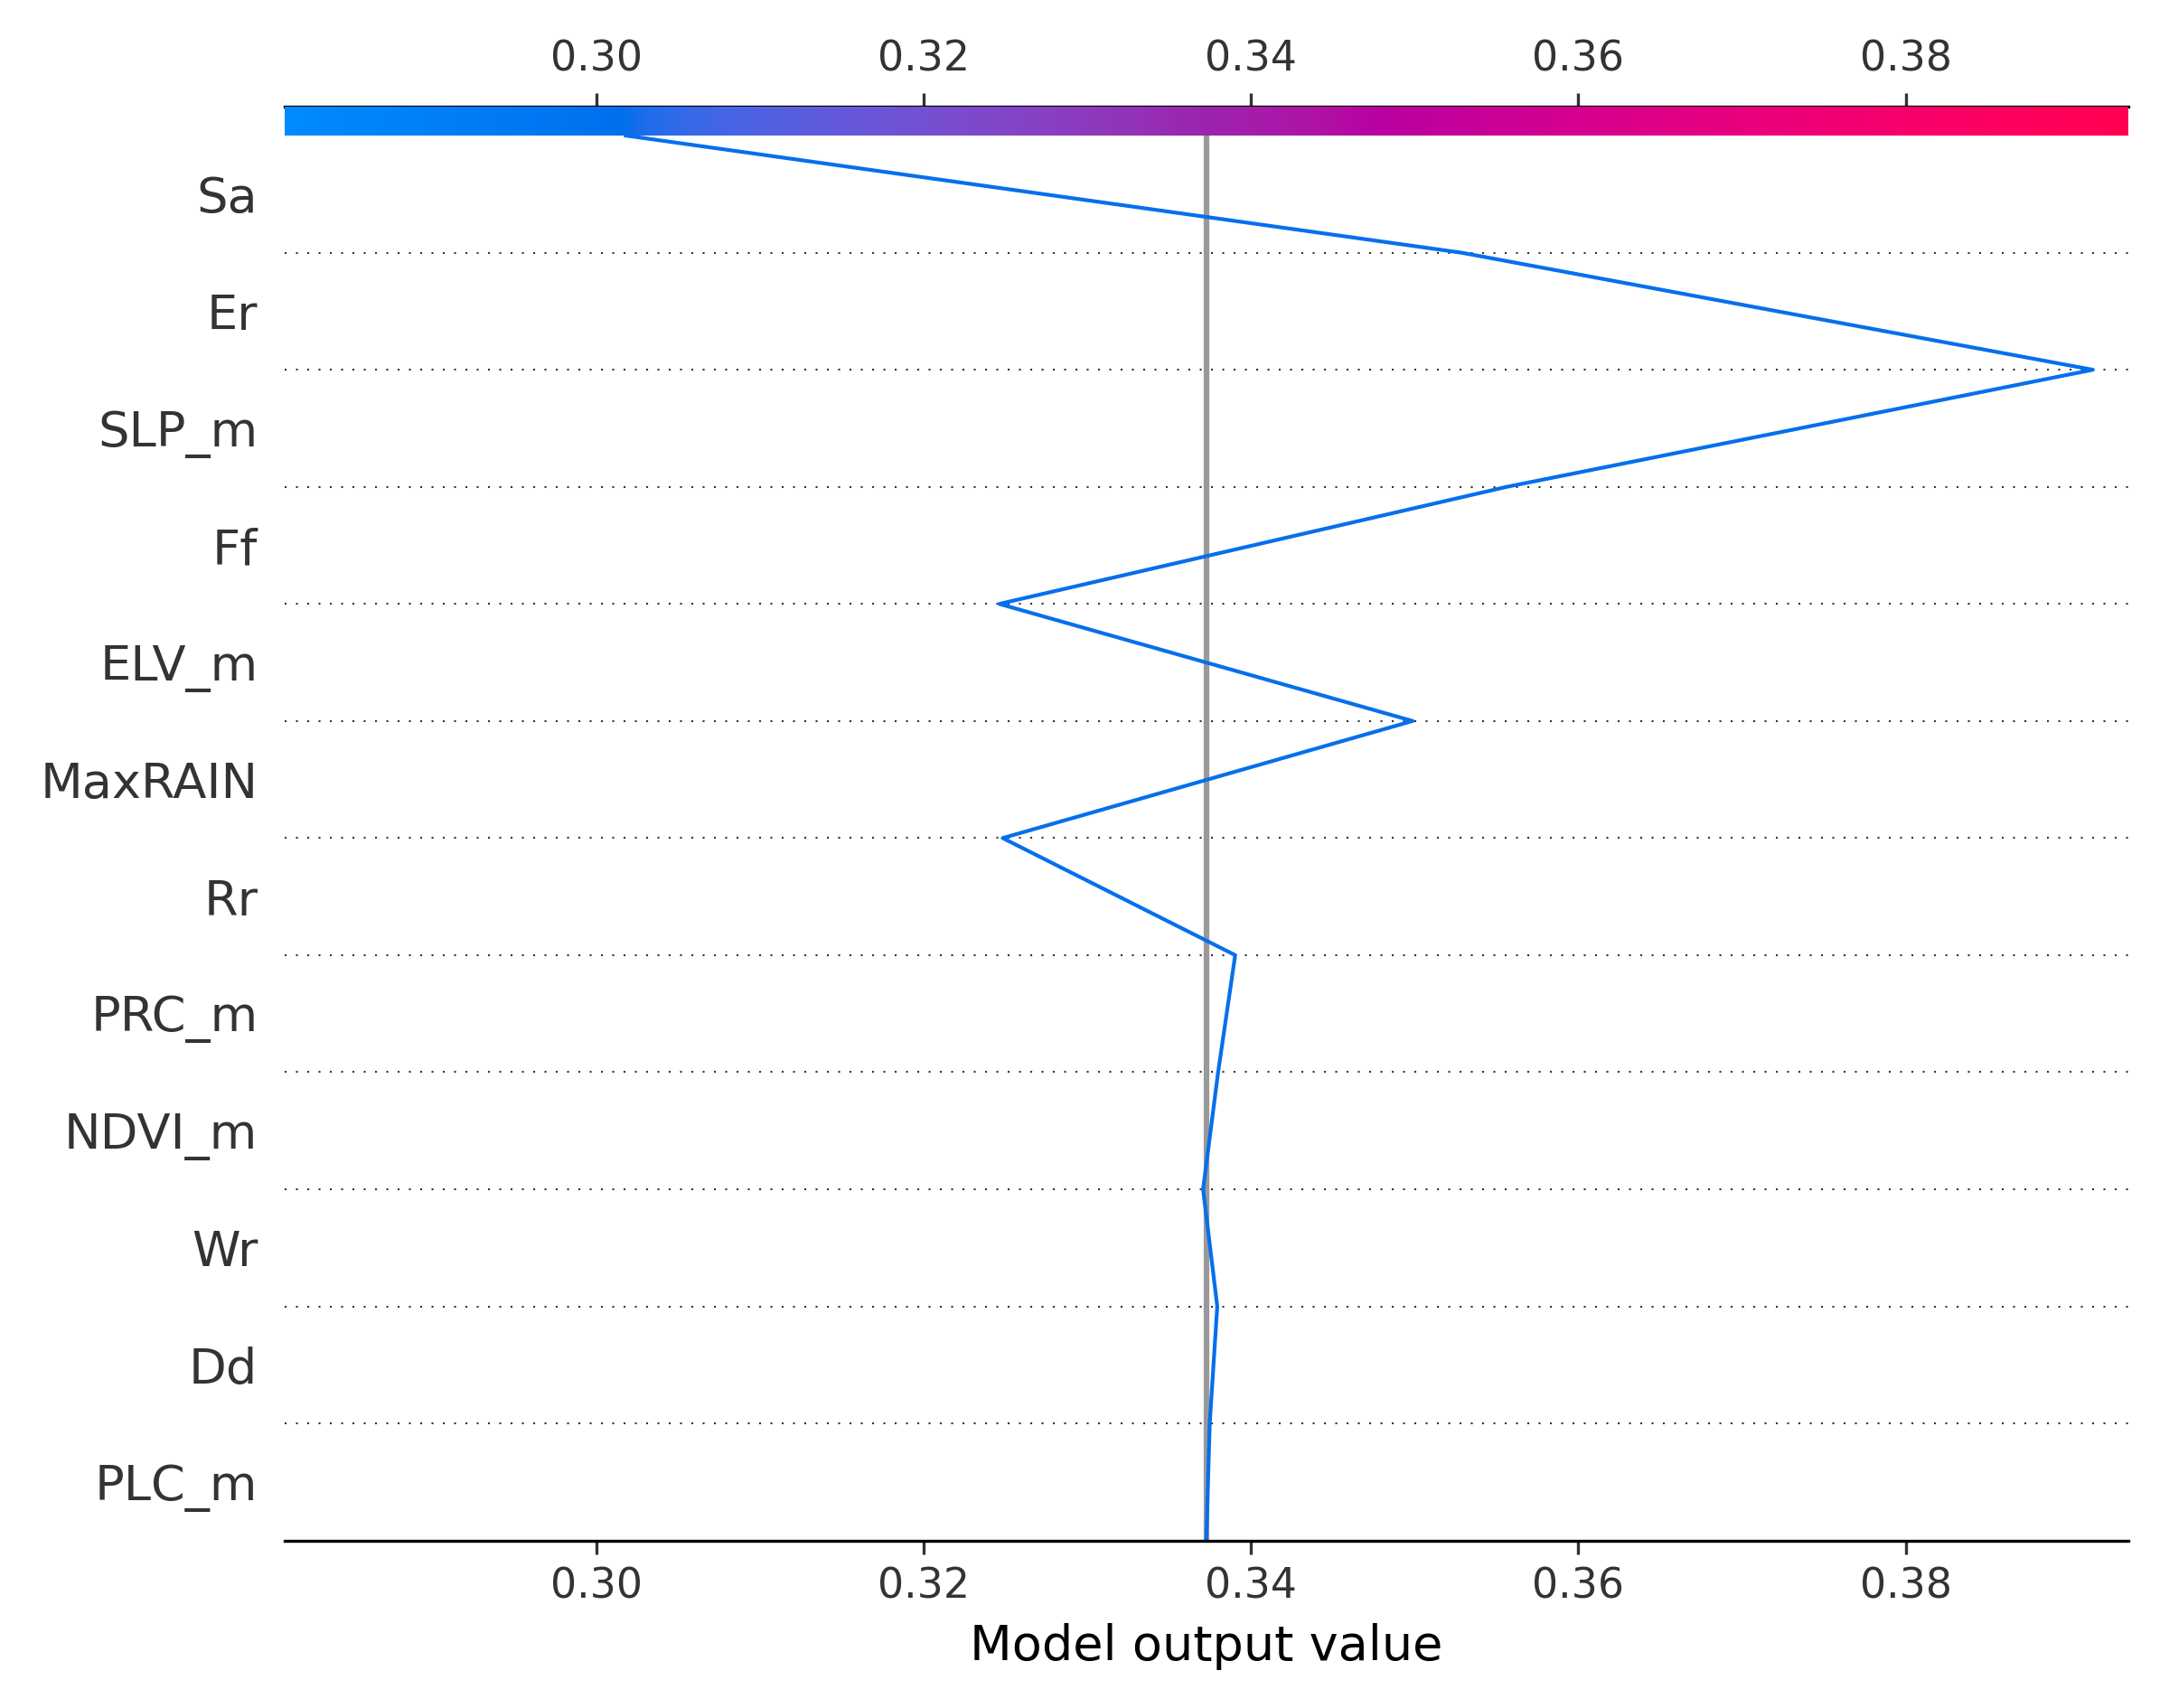 0.30 0.32 0.34 0.36 0.38
Sa
Er
SLP_m
Ff
ELV_m
MaxRAIN
Rr
PRC_m
NDVI_m
Wr
Dd
PLC_m
0.30 0.32 0.34 0.36 0.38
Model output value